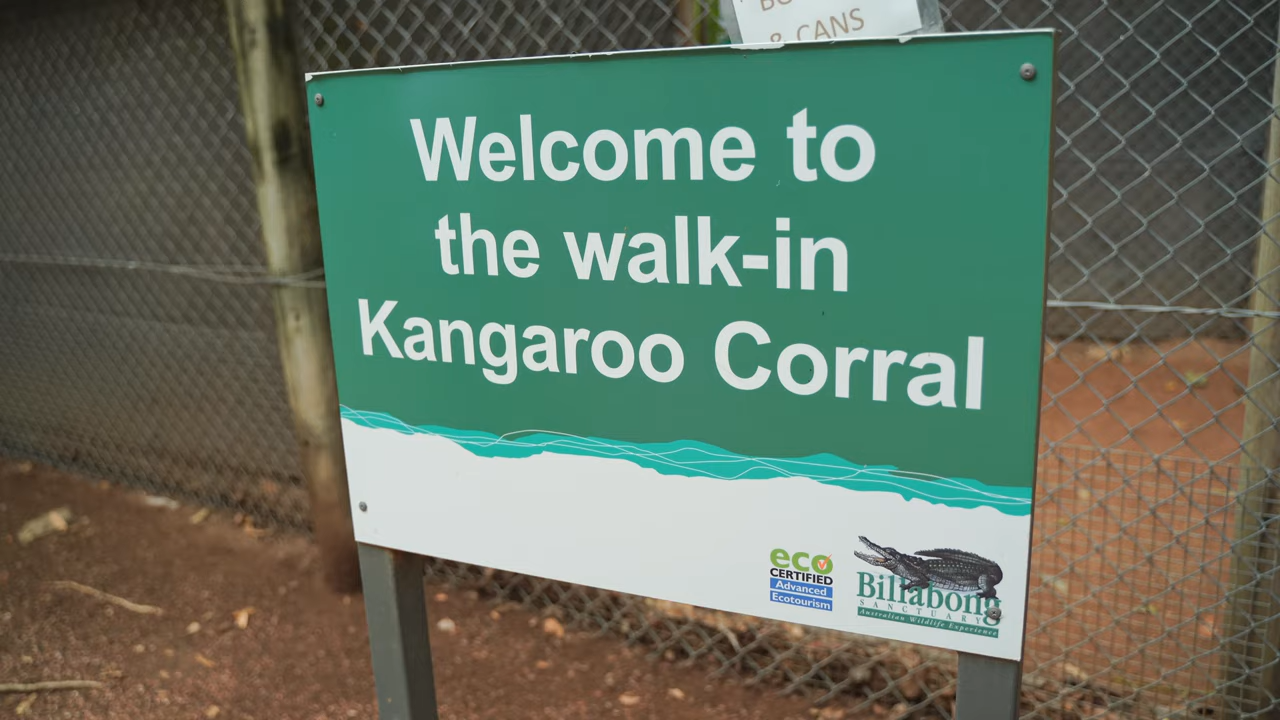 & CANS
Welcome to
the walk-in
Kangaroo Corral
eco
CERTIFIED
Advanced
Ecotourism
Billabong
SANCTUARY
Australian Wildlife Experience